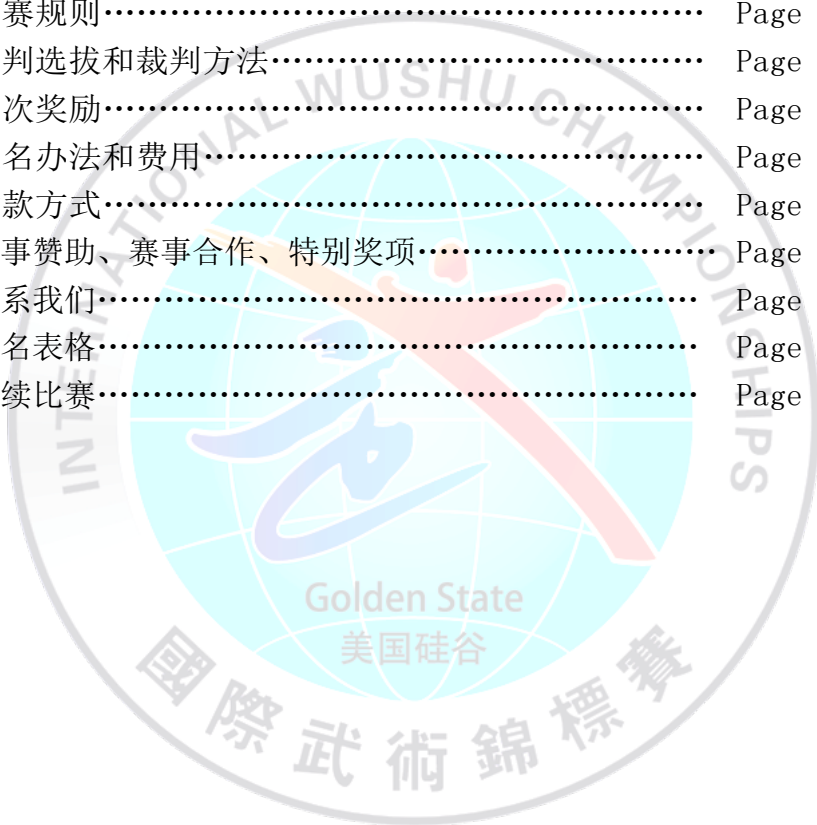 赛规则………………………………………………… Page
判选拔和裁判方法…………………………………… Page
次奖励………………………………………………… Page
名办法和费用………………………………………… Page
款方式………………………………………………… Page
事赞助、赛事合作、特别奖项……………………… Page
系我们………………………………………………… Page
名表格………………………………………………… Page
续比赛………………………………………………… Page
INTERNATIONAL WUSHU CHAMPIONSHIPS
Golden State
美国硅谷
國際武術錦標賽